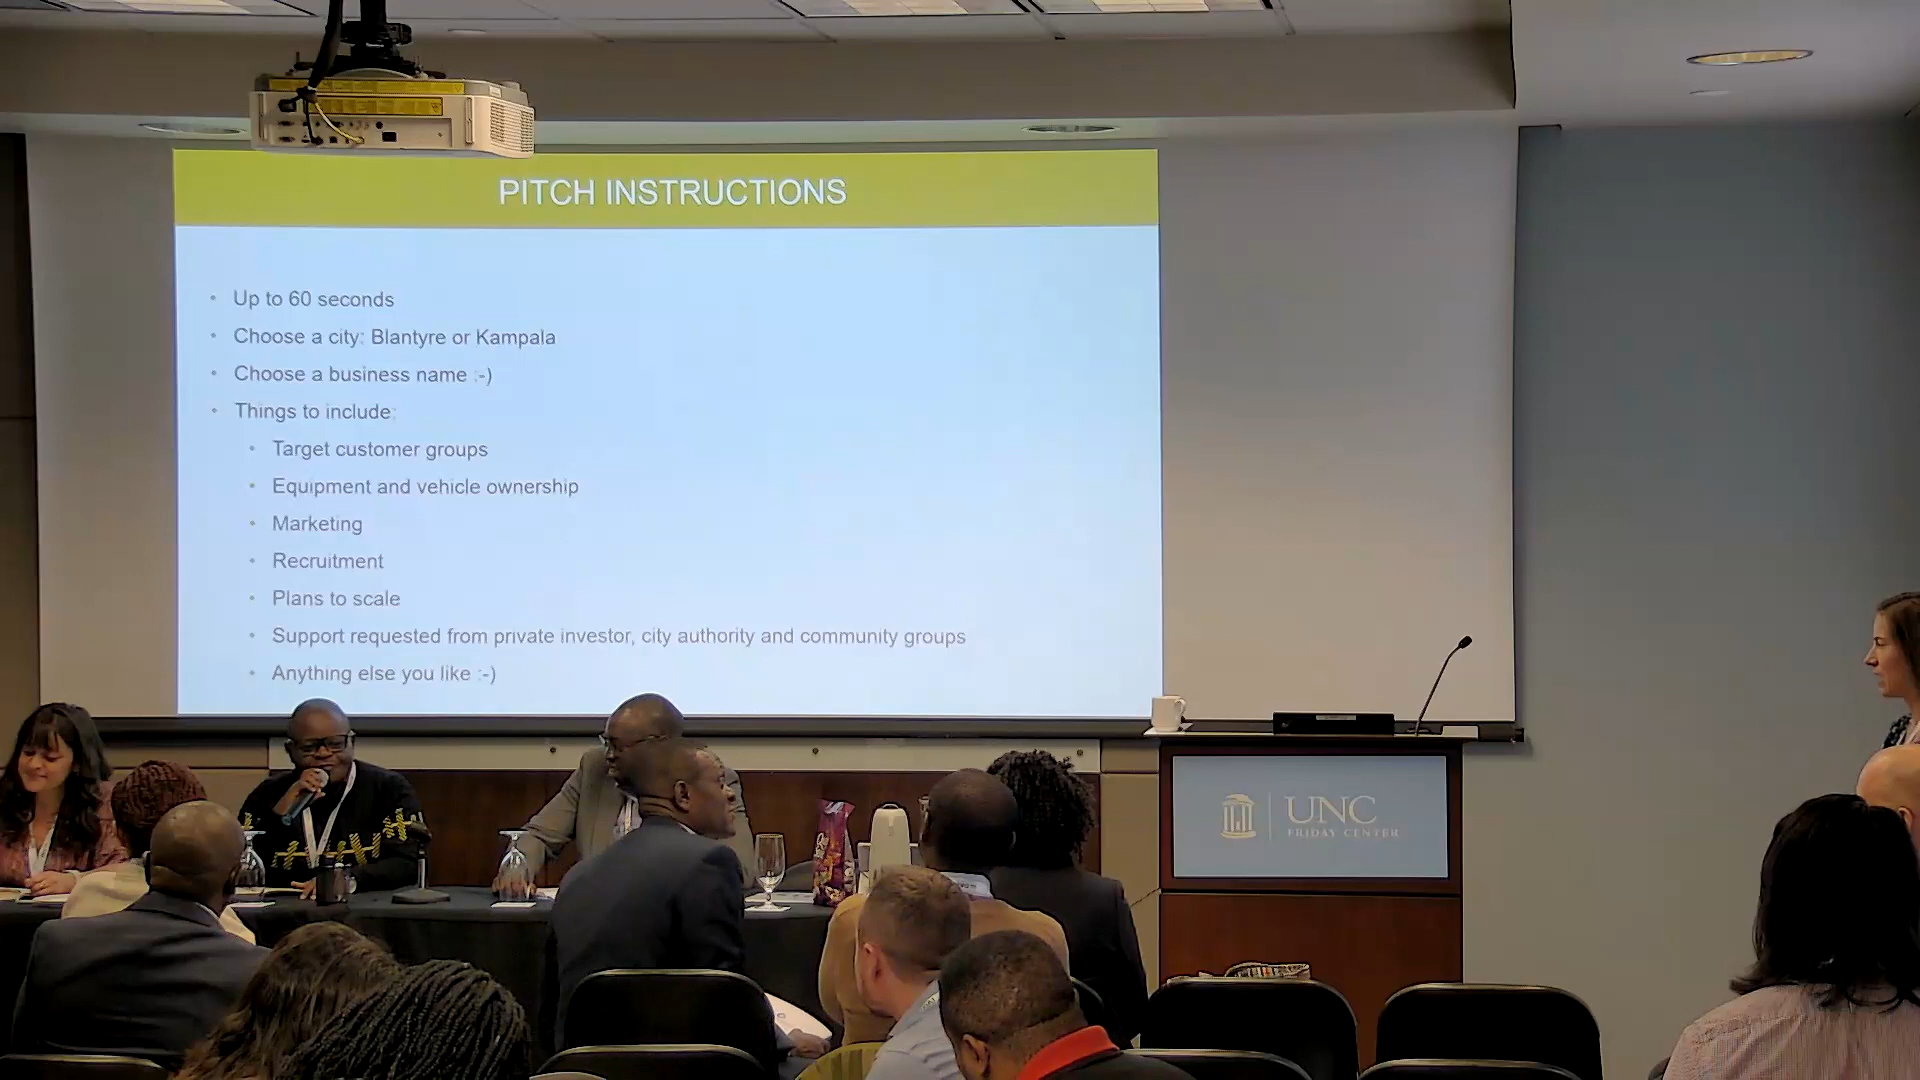 PITCH INSTRUCTIONS
• Up to 60 seconds
• Choose a city: Blantyre or Kampala
• Choose a business name :-)
• Things to include:
• Target customer groups
• Equipment and vehicle ownership
• Marketing
• Recruitment
• Plans to scale
• Support requested from private investor, city authority and community groups
• Anything else you like :-)
UNC
FRIDAY CENTER